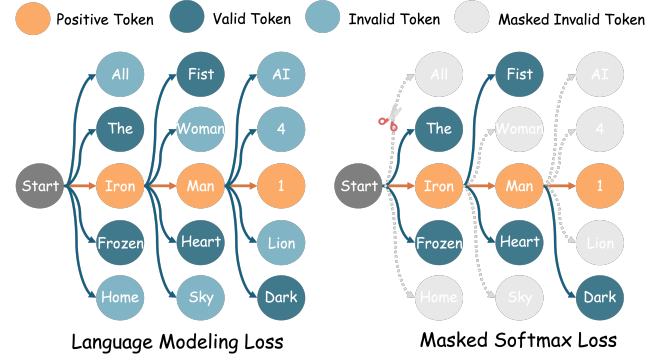 Positive Token Valid Token Invalid Token Masked Invalid Token
All Fist AI All Fist AI
The Woman 4 The Woman 4
Start Iron Man 1 Start Iron Man 1
Frozen Heart Lion Frozen Heart Lion
Home Sky Dark Home Sky Dark
Language Modeling Loss Masked Softmax Loss